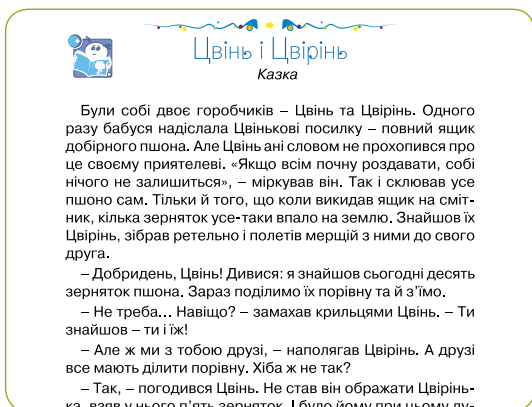 Цвінь і Цвірінь
Казка
Були собі двоє горобчиків – Цвінь та Цвірінь. Одного
разу бабуся надіслала Цвінькові посилку – повний ящик
добірного пшона. Але Цвінь ані словом не прохопився про
це своєму приятелеві. «Якщо всім почну роздавати, собі
нічого не залишиться», – міркував він. Так і склював усе
пшоно сам. Тільки й того, що коли викидав ящик на сміт-
ник, кілька зерняток усе-таки впало на землю. Знайшов їх
Цвірінь, зібрав ретельно і полетів мерщій з ними до свого
друга.
– Добридень, Цвінь! Дивися: я знайшов сьогодні десять
зерняток пшона. Зараз поділимо їх порівну та й з’їмо.
– Не треба... Навіщо? – замахав крильцями Цвінь. – Ти
знайшов – ти і їж!
– Але ж ми з тобою друзі, – наполягав Цвірінь. А друзі
все мають ділити порівну. Хіба ж не так?
– Так, – погодився Цвінь. Не став він ображати Цвірінь-
ка, взяв у нього п’ять зерняток. І було йому при цьому ду-